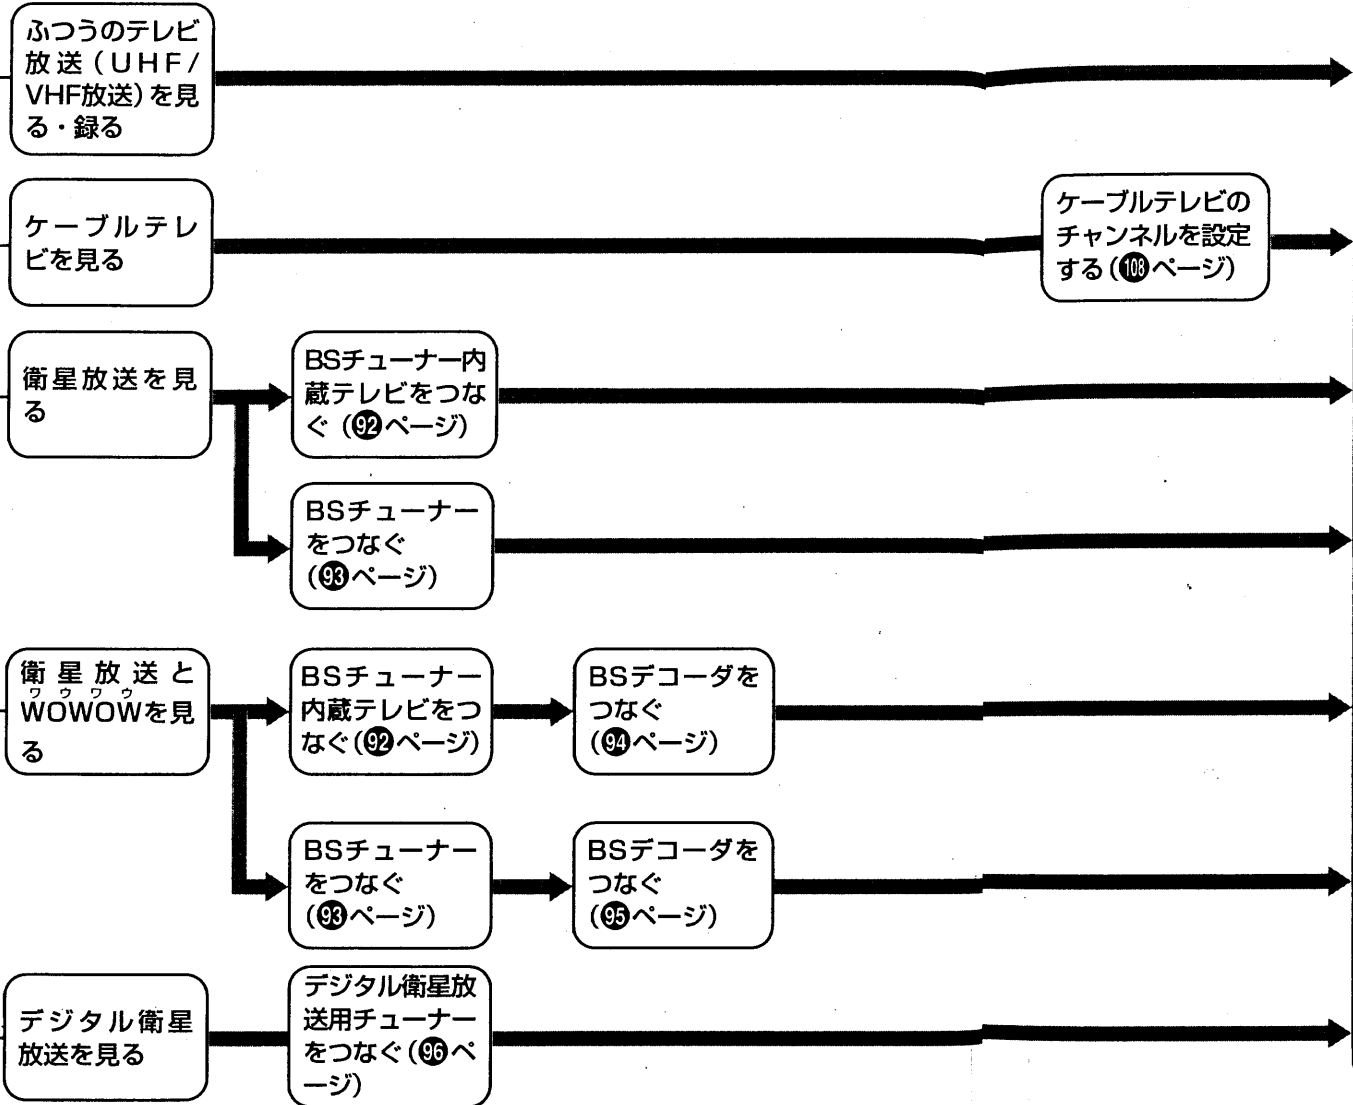 ふつうのテレビ
放送(UHF/
VHF放送)を見
る・録る
ケーブルテレ
ビを見る
ケーブルテレビの
チャンネルを設定
する(108ページ)
衛星放送を見
る
BSチューナー内
蔵テレビをつな
ぐ(92ページ)
BSチューナー
をつなぐ
(93ページ)
衛星放送と
ワウワウ
WOWOWを見
る
BSチューナー
内蔵テレビをつ
なぐ(92ページ)
BSデコーダを
つなぐ
(94ページ)
BSチューナー
をつなぐ
(93ページ)
BSデコーダを
つなぐ
(95ページ)
デジタル衛星
放送を見る
デジタル衛星放
送用チューナー
をつなぐ(96ペ
ージ)